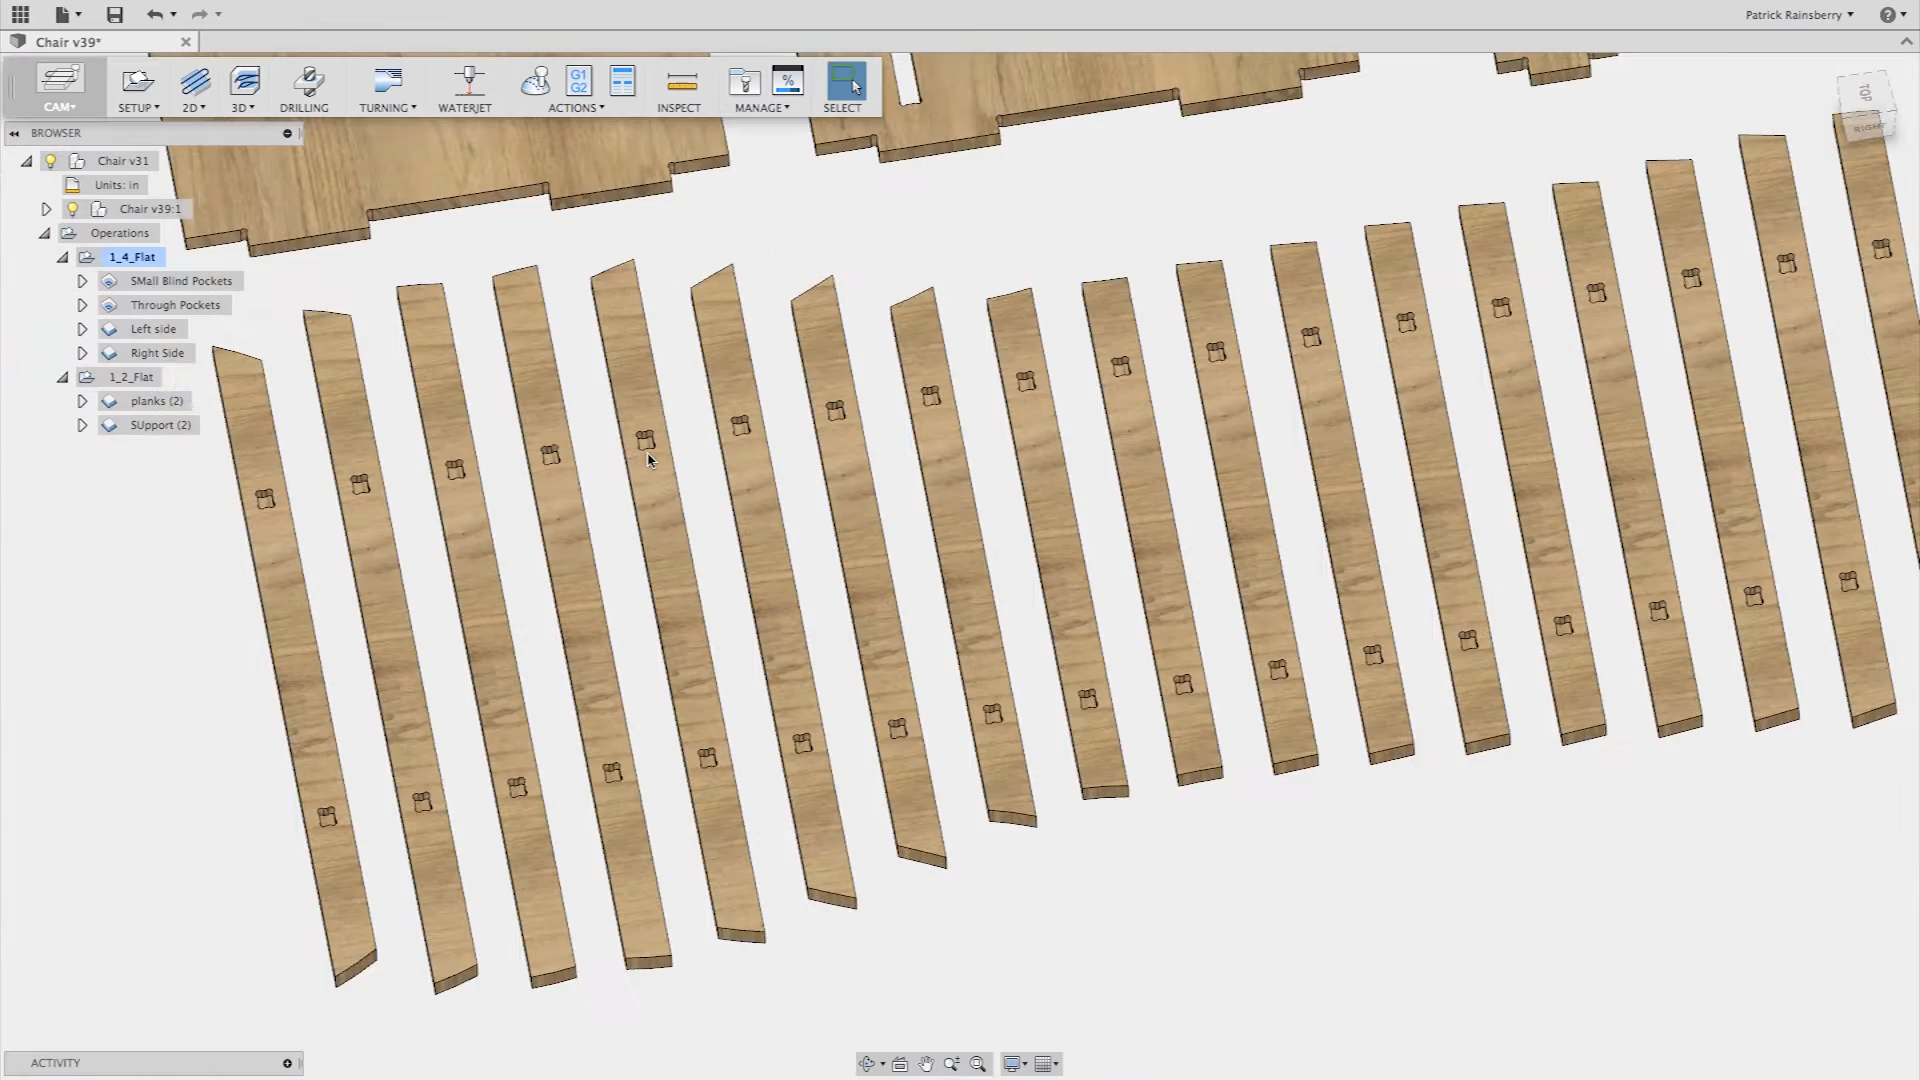 Patrick Rainsberry
Chair v39*
CAM
SETUP
2D
3D
DRILLING
TURNING
WATERJET
G1
G2
ACTIONS
INSPECT
%
MANAGE
SELECT
TOP
RIGHT
BROWSER
Chair v31
Units: in
Chair v39:1
Operations
1_4_Flat
SMall Blind Pockets
Through Pockets
Left side
Right Side
1_2_Flat
planks (2)
SUpport (2)
ACTIVITY